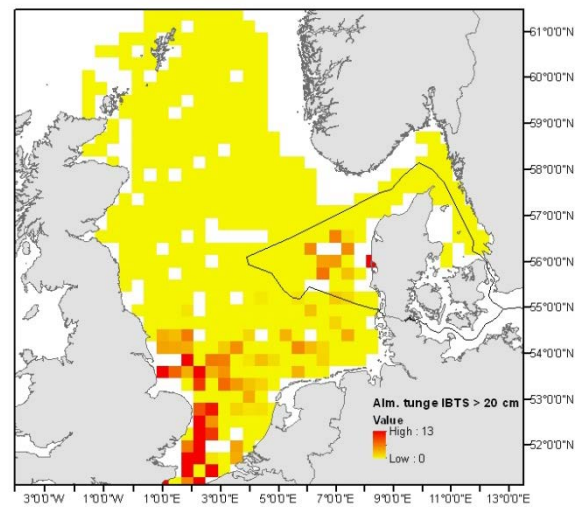 61°0'0"N
60°0'0"N
59°0'0"N
58°0'0"N
57°0'0"N
56°0'0"N
55°0'0"N
54°0'0"N
53°0'0"N
52°0'0"N
Alm. tunge IBTS > 20 cm
Value
High : 13
Low : 0
3°0'0"W 1°0'0"W 1°0'0"E 3°0'0"E 5°0'0"E 7°0'0"E 9°0'0"E 11°0'0"E 13°0'0"E